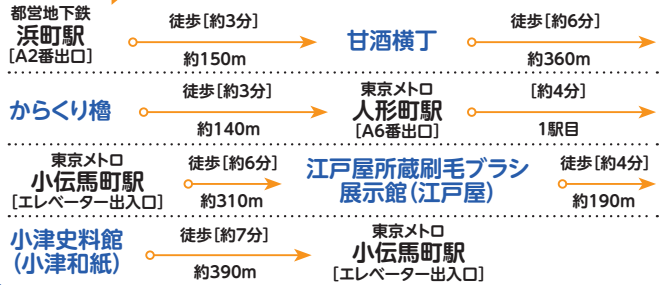 都営地下鉄
浜町駅
[A2番出口]
徒歩[約3分]
約150m
甘酒横丁
徒歩[約6分]
約360m
からくり櫓
徒歩[約3分]
約140m
東京メトロ
人形町駅
[A6番出口]
[約4分]
1駅目
東京メトロ
小伝馬町駅
[エレベーター出入口]
徒歩[約6分]
約310m
江戸屋所蔵刷毛ブラシ
展示館(江戸屋)
徒歩[約4分]
約190m
小津史料館
(小津和紙)
徒歩[約7分]
約390m
東京メトロ
小伝馬町駅
[エレベーター出入口]